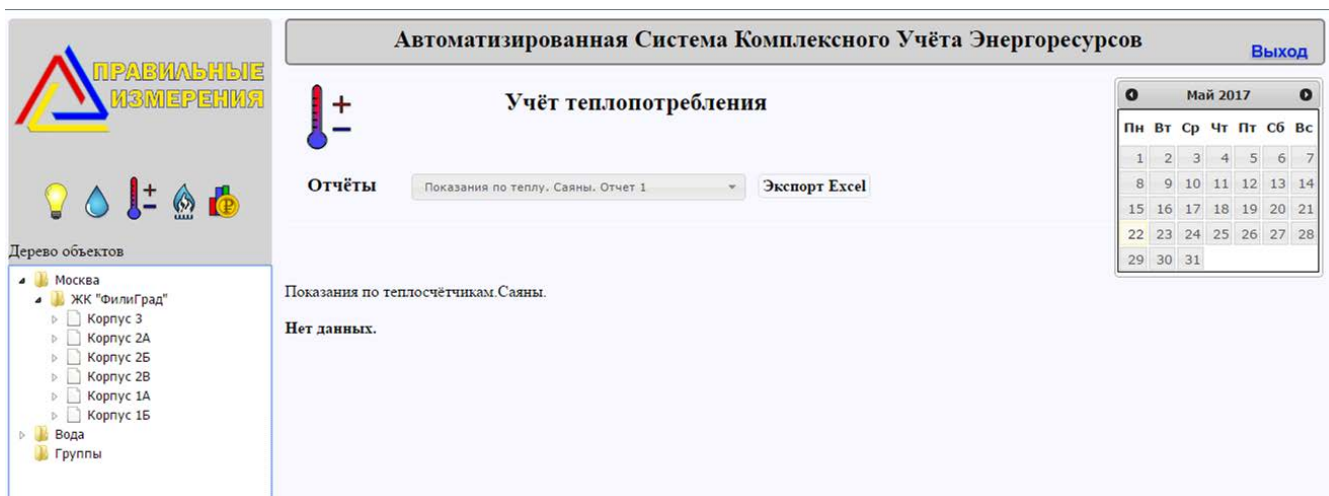 Автоматизированная Система Комплексного Учёта Энергоресурсов
Выход
ПРАВИЛЬНЫЕ
ИЗМЕРЕНИЯ
Учёт теплопотребления
Отчёты
Показания по теплу. Саяны. Отчет 1
Экспорт Excel
Май 2017
Пн Вт Ср Чт Пт Сб Вс
1 2 3 4 5 6 7
8 9 10 11 12 13 14
15 16 17 18 19 20 21
22 23 24 25 26 27 28
29 30 31
Дерево объектов
Москва
ЖК "ФилиГрад"
Корпус 3
Корпус 2А
Корпус 2Б
Корпус 2В
Корпус 1А
Корпус 1Б
Вода
Группы
Показания по теплосчётчикам.Саяны.
Нет данных.